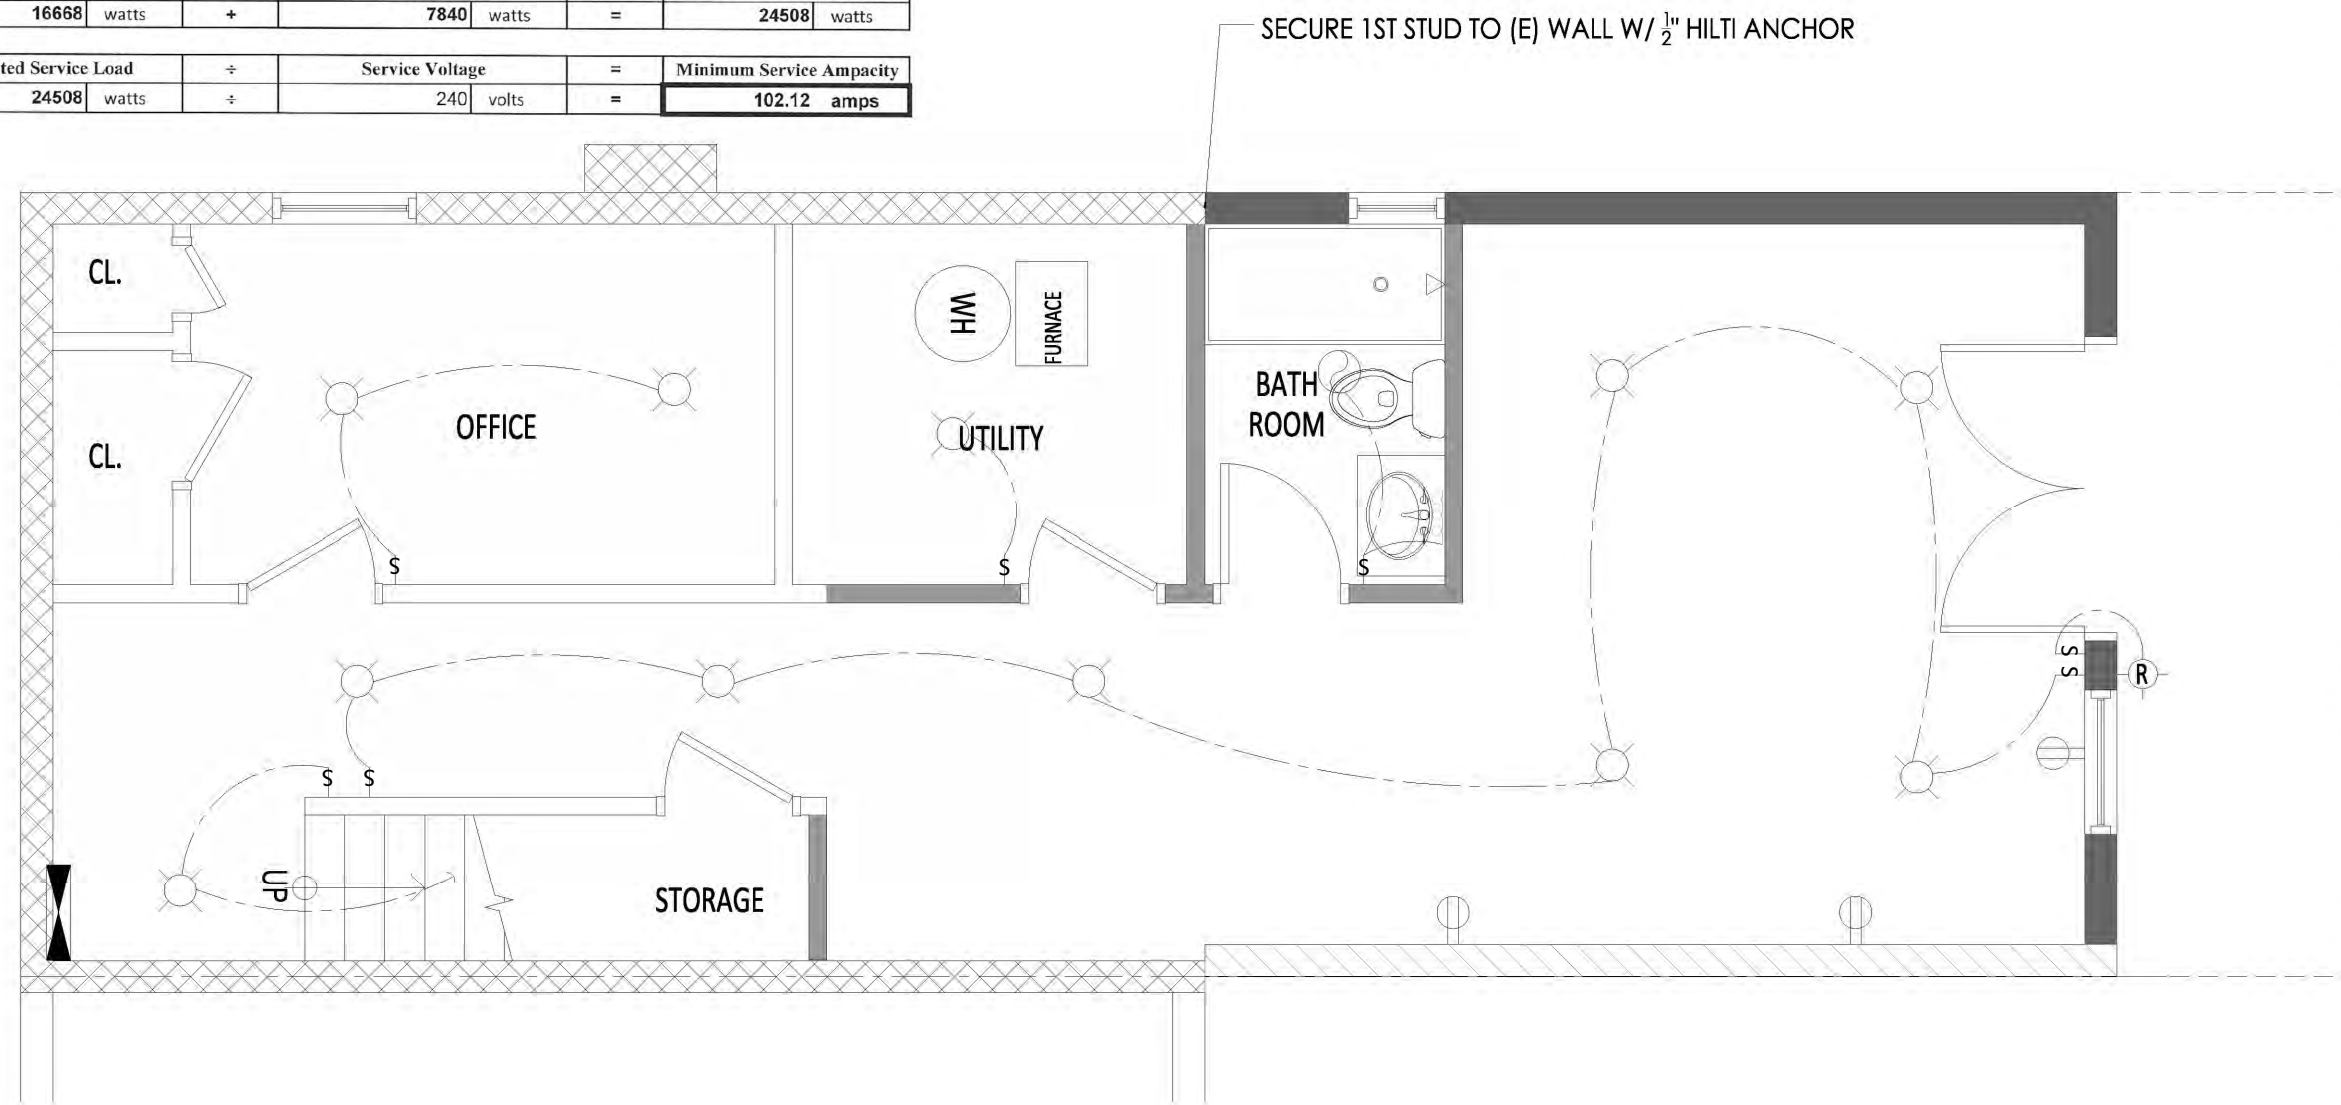 16668 watts + 7840 watts = 24508 watts
ted Service Load ÷ Service Voltage = Minimum Service Ampacity
24508 watts ÷ 240 volts = 102.12 amps
SECURE 1ST STUD TO (E) WALL W/ 1/2" HILTI ANCHOR
CL.
CL.
OFFICE
WH
FURNACE
UTILITY
BATH
ROOM
S
S
S
S
S
R
S
S
UP
STORAGE